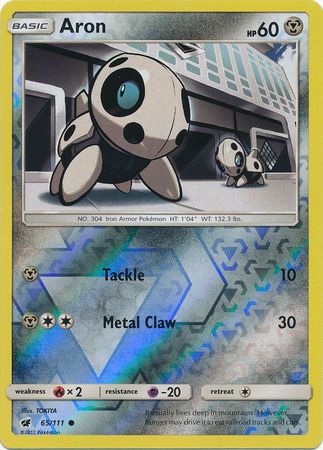 BASIC Aron HP60
NO. 304 Iron Armor Pokémon HT: 1'04" WT: 132.3 lbs.
Tackle 10
Metal Claw 30
weakness × 2 resistance -20 retreat
Illus. TOKIYA
65/111
©2017 Pokémon
It usually lives deep in mountains. However,
hunger may drive it to eat railroad tracks and cars.